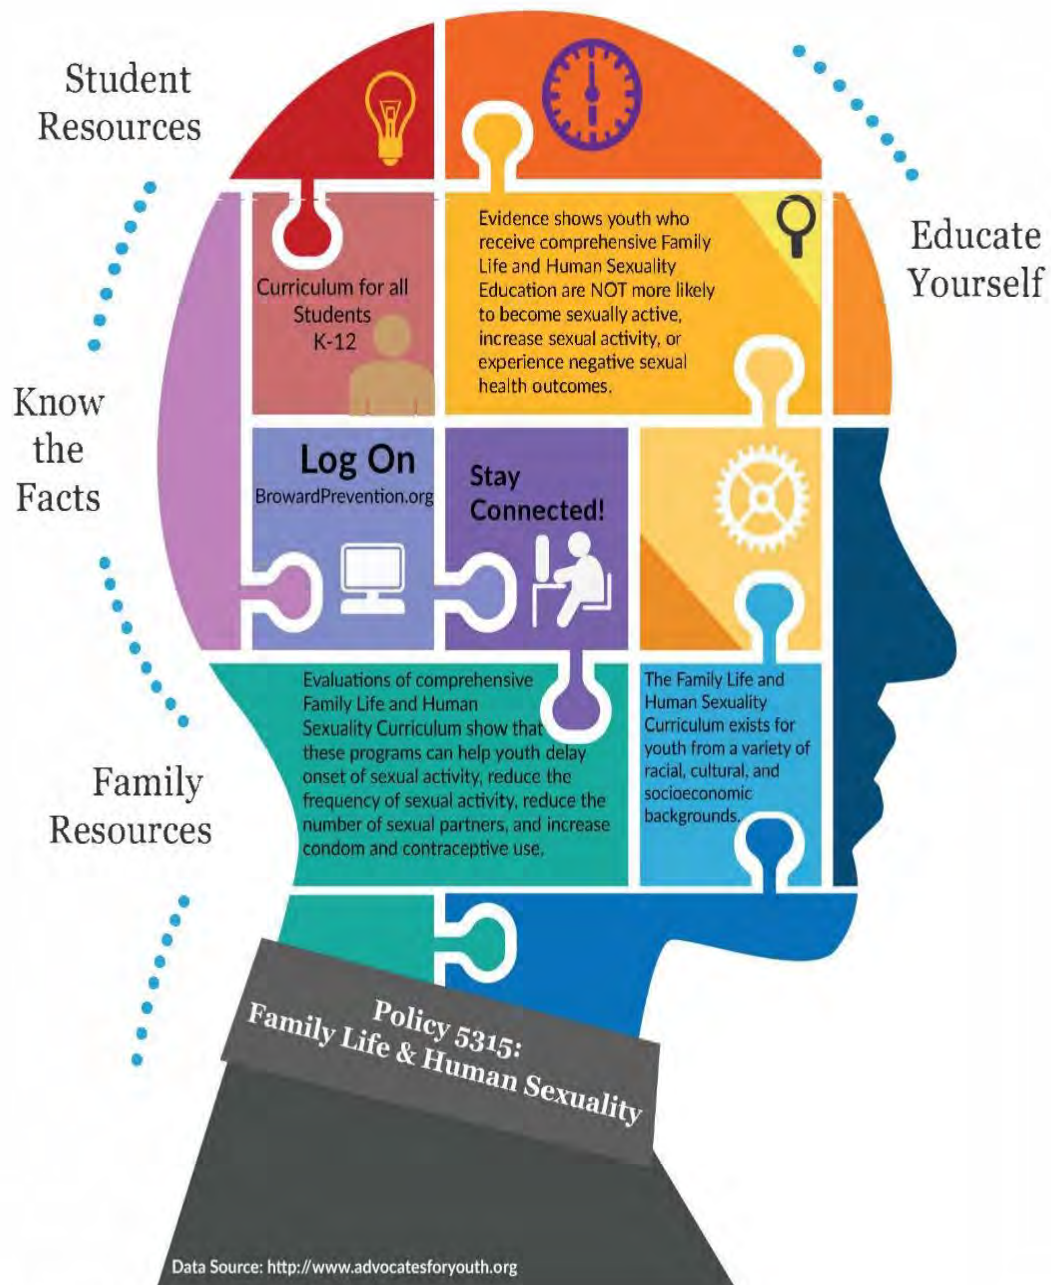 Student
Resources
Educate
Yourself
Know
the
Facts
Family
Resources
Curriculum for all
Students
K-12
Evidence shows youth who
receive comprehensive Family
Life and Human Sexuality
Education are NOT more likely
to become sexually active,
increase sexual activity, or
experience negative sexual
health outcomes.
Log On
BrowardPrevention.org
Stay
Connected!
Evaluations of comprehensive
Family Life and Human
Sexuality Curriculum show that
these programs can help youth delay
onset of sexual activity, reduce the
frequency of sexual activity, reduce the
number of sexual partners, and increase
condom and contraceptive use.
The Family Life and
Human Sexuality
Curriculum exists for
youth from a variety of
racial, cultural, and
socioeconomic
backgrounds.
Policy 5315:
Family Life & Human Sexuality
Data Source: http://www.advocatesforyouth.org